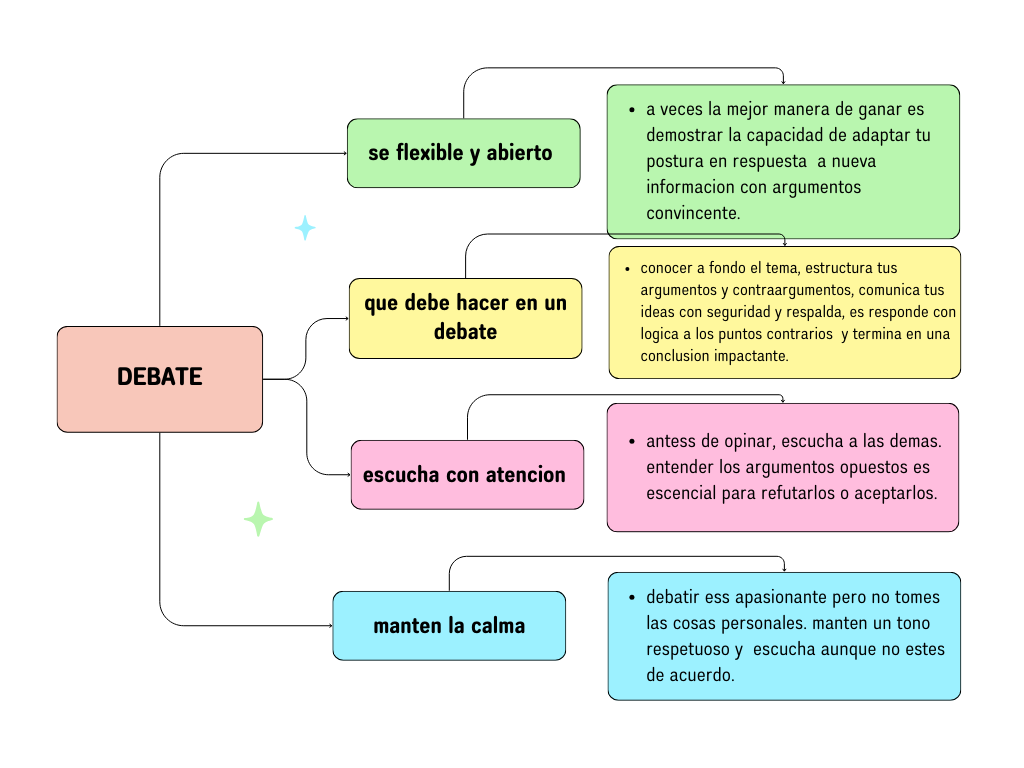 DEBATE
se flexible y abierto
a veces la mejor manera de ganar es
demostrar la capacidad de adaptar tu
postura en respuesta a nueva
informacion con argumentos
convincente.
que debe hacer en un
debate
conocer a fondo el tema, estructura tus
argumentos y contraargumentos, comunica tus
ideas con seguridad y respalda, es responde con
logica a los puntos contrarios y termina en una
conclusion impactante.
escucha con atencion
antess de opinar, escucha a las demas.
entender los argumentos opuestos es
escencial para refutarlos o aceptarlos.
manten la calma
debatir ess apasionante pero no tomes
las cosas personales. manten un tono
respetuoso y escucha aunque no estes
de acuerdo.